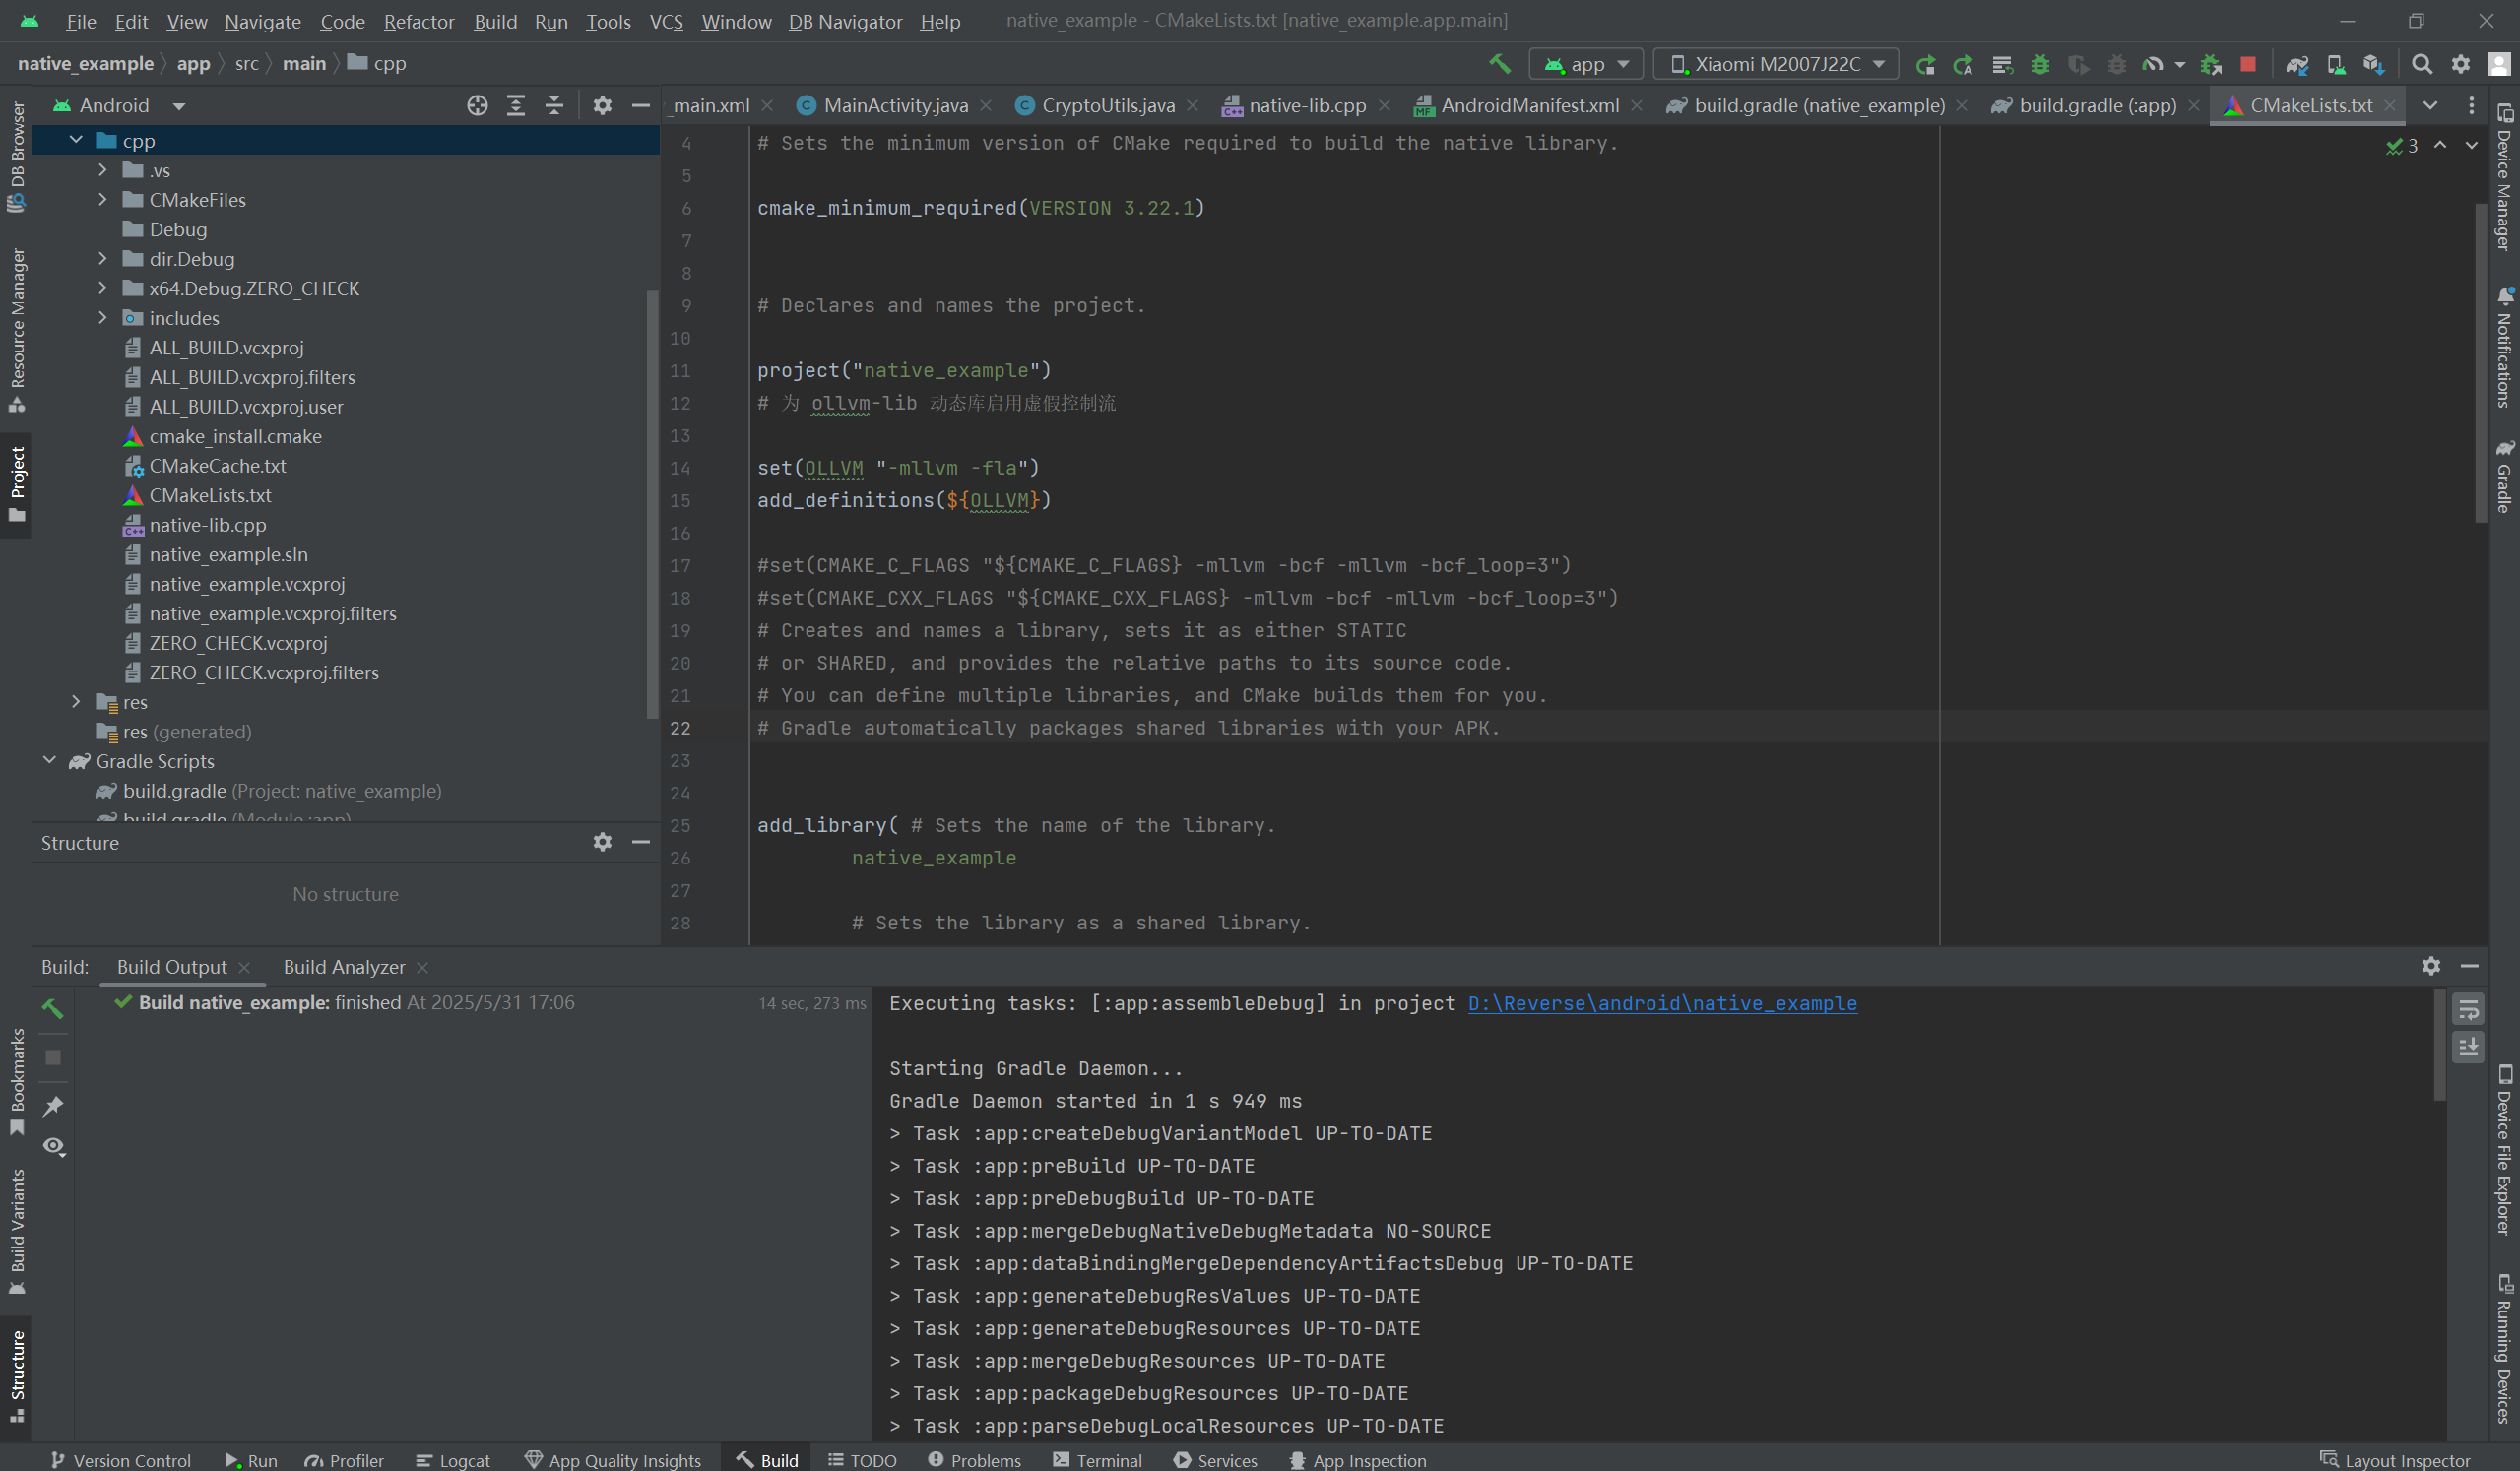 File Edit View Navigate Code Refactor Build Run Tools VCS Window DB Navigator Help native_example - CMakeLists.txt [native_example.app.main]
native_example app src main cpp
app
Xiaomi M2007J22C
Android
_main.xml MainActivity.java CryptoUtils.java native-lib.cpp AndroidManifest.xml build.gradle (native_example) build.gradle (:app) CMakeLists.txt
DB Browser
Resource Manager
Project
Bookmarks
Build Variants
Structure
cpp
.vs
CMakeFiles
Debug
dir.Debug
x64.Debug.ZERO_CHECK
includes
ALL_BUILD.vcxproj
ALL_BUILD.vcxproj.filters
ALL_BUILD.vcxproj.user
cmake_install.cmake
CMakeCache.txt
CMakeLists.txt
native-lib.cpp
native_example.sln
native_example.vcxproj
native_example.vcxproj.filters
ZERO_CHECK.vcxproj
ZERO_CHECK.vcxproj.filters
res
res (generated)
Gradle Scripts
build.gradle (Project: native_example)
build.gradle (Module :app)
Structure
No structure
3
4 # Sets the minimum version of CMake required to build the native library.
5
6 cmake_minimum_required(VERSION 3.22.1)
7
8
9 # Declares and names the project.
10
11 project("native_example")
12 # 为 ollvm-lib 动态库启用虚假控制流
13
14 set(OLLVM "-mllvm -fla")
15 add_definitions(${OLLVM})
16
17 #set(CMAKE_C_FLAGS "${CMAKE_C_FLAGS} -mllvm -bcf -mllvm -bcf_loop=3")
18 #set(CMAKE_CXX_FLAGS "${CMAKE_CXX_FLAGS} -mllvm -bcf -mllvm -bcf_loop=3")
19 # Creates and names a library, sets it as either STATIC
20 # or SHARED, and provides the relative paths to its source code.
21 # You can define multiple libraries, and CMake builds them for you.
22 # Gradle automatically packages shared libraries with your APK.
23
24
25 add_library( # Sets the name of the library.
26 native_example
27
28 # Sets the library as a shared library.
Device Manager
Notifications
Gradle
Device File Explorer
Running Devices
Build: Build Output Build Analyzer
Build native_example: finished At 2025/5/31 17:06 14 sec, 273 ms
Executing tasks: [:app:assembleDebug] in project D:\Reverse\android\native_example
Starting Gradle Daemon...
Gradle Daemon started in 1 s 949 ms
> Task :app:createDebugVariantModel UP-TO-DATE
> Task :app:preBuild UP-TO-DATE
> Task :app:preDebugBuild UP-TO-DATE
> Task :app:mergeDebugNativeDebugMetadata NO-SOURCE
> Task :app:dataBindingMergeDependencyArtifactsDebug UP-TO-DATE
> Task :app:generateDebugResValues UP-TO-DATE
> Task :app:generateDebugResources UP-TO-DATE
> Task :app:mergeDebugResources UP-TO-DATE
> Task :app:packageDebugResources UP-TO-DATE
> Task :app:parseDebugLocalResources UP-TO-DATE
Version Control Run Profiler Logcat App Quality Insights Build TODO Problems Terminal Services App Inspection Layout Inspector